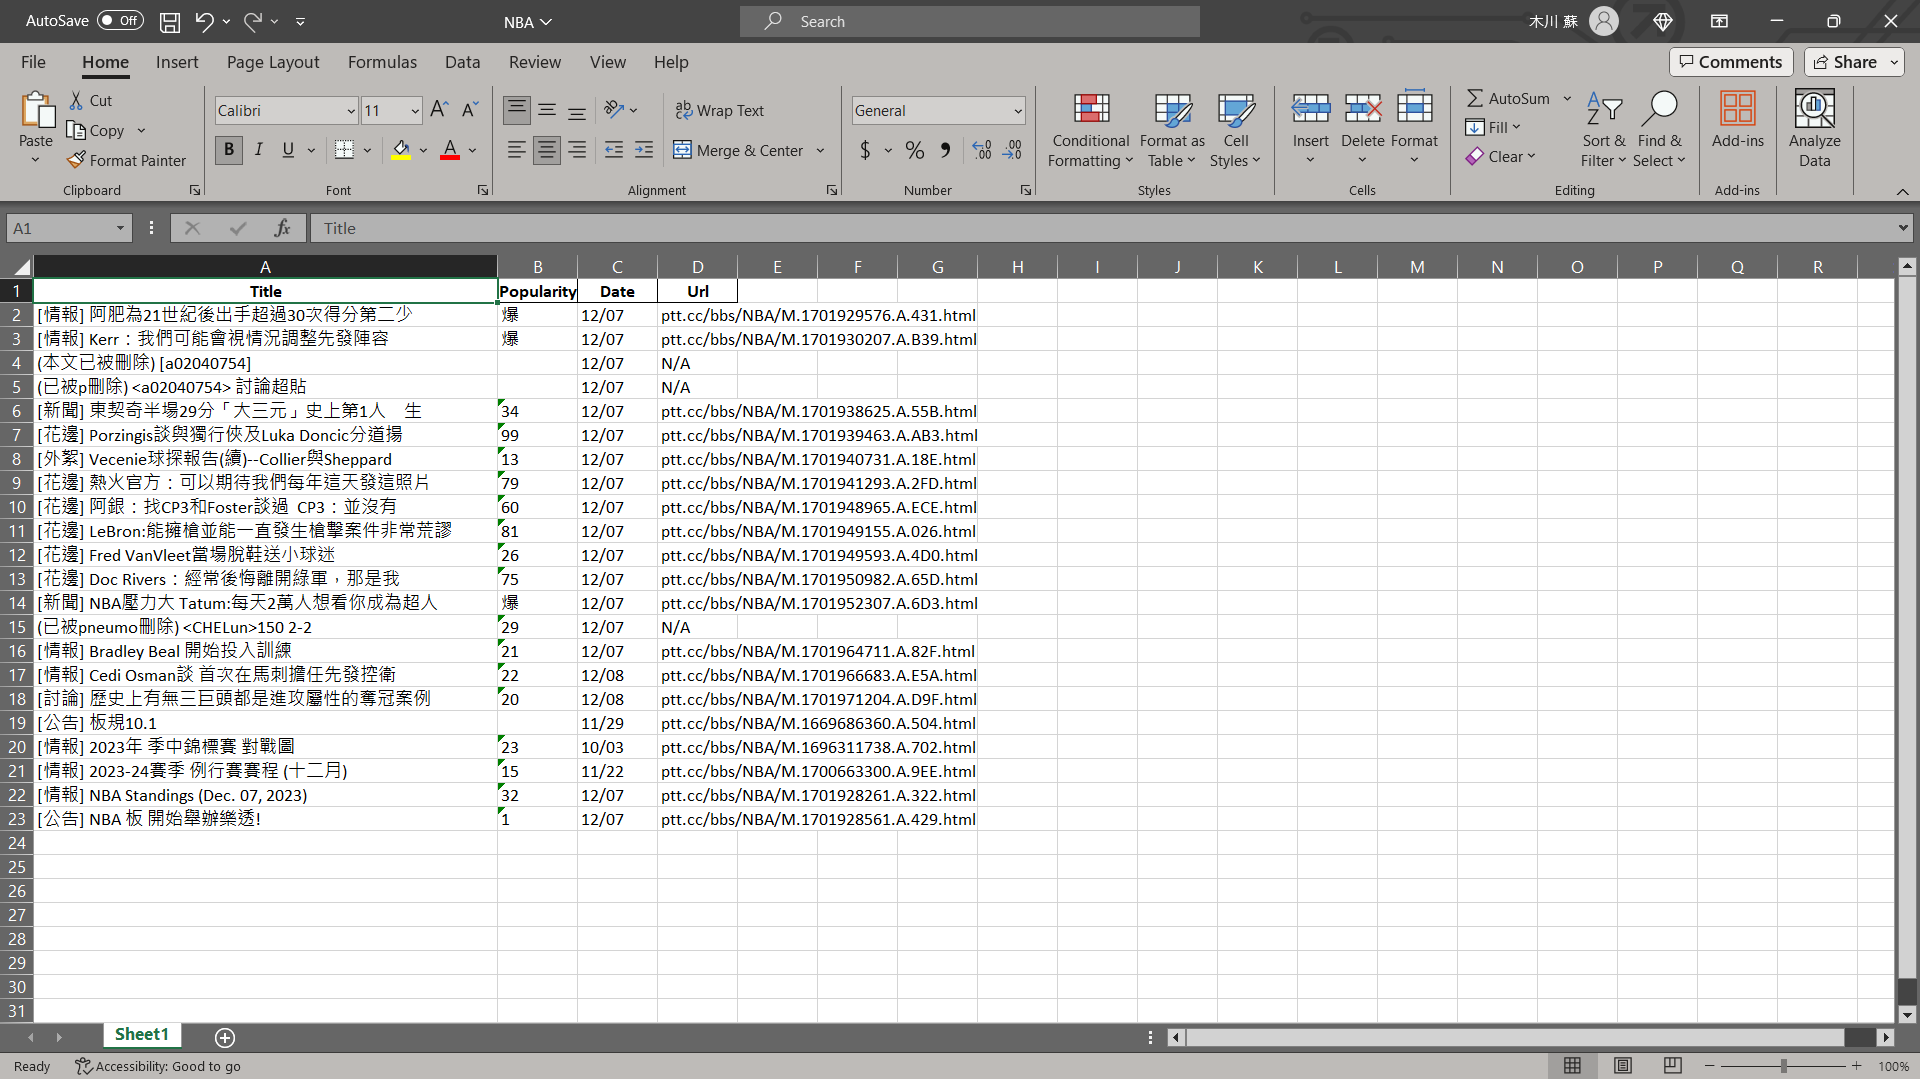 AutoSave Off NBA Search 木川 蘇
File Home Insert Page Layout Formulas Data Review View Help Comments Share
Paste Cut Copy Format Painter Clipboard
Calibri 11 B I U A Font
Wrap Text Merge & Center Alignment
General $ % Number
Conditional Formatting Format as Table Cell Styles Styles
Insert Delete Format Cells
AutoSum Fill Clear Sort & Filter Find & Select Editing
Add-ins Add-ins
Analyze Data
A1 fx Title
A B C D E F G H I J K L M N O P Q R
1 Title Popularity Date Url
2 [情報] 阿肥為21世紀後出手超過30次得分第二少 爆 12/07 ptt.cc/bbs/NBA/M.1701929576.A.431.html
3 [情報] Kerr：我們可能會視情況調整先發陣容 爆 12/07 ptt.cc/bbs/NBA/M.1701930207.A.B39.html
4 (本文已被刪除) [a02040754] 12/07 N/A
5 (已被p刪除) <a02040754> 討論超貼 12/07 N/A
6 [新聞] 東契奇半場29分「大三元」史上第1人　生 34 12/07 ptt.cc/bbs/NBA/M.1701938625.A.55B.html
7 [花邊] Porzingis談與獨行俠及Luka Doncic分道揚 99 12/07 ptt.cc/bbs/NBA/M.1701939463.A.AB3.html
8 [外絮] Vecenie球探報告(續)--Collier與Sheppard 13 12/07 ptt.cc/bbs/NBA/M.1701940731.A.18E.html
9 [花邊] 熱火官方：可以期待我們每年這天發這照片 79 12/07 ptt.cc/bbs/NBA/M.1701941293.A.2FD.html
10 [花邊] 阿銀：找CP3和Foster談過 CP3：並沒有 60 12/07 ptt.cc/bbs/NBA/M.1701948965.A.ECE.html
11 [花邊] LeBron:能擁槍並能一直發生槍擊案件非常荒謬 81 12/07 ptt.cc/bbs/NBA/M.1701949155.A.026.html
12 [花邊] Fred VanVleet當場脫鞋送小球迷 26 12/07 ptt.cc/bbs/NBA/M.1701949593.A.4D0.html
13 [花邊] Doc Rivers：經常後悔離開綠軍，那是我 75 12/07 ptt.cc/bbs/NBA/M.1701950982.A.65D.html
14 [新聞] NBA壓力大 Tatum:每天2萬人想看你成為超人 爆 12/07 ptt.cc/bbs/NBA/M.1701952307.A.6D3.html
15 (已被pneumo刪除) <CHELun>150 2-2 29 12/07 N/A
16 [情報] Bradley Beal 開始投入訓練 21 12/07 ptt.cc/bbs/NBA/M.1701964711.A.82F.html
17 [情報] Cedi Osman談 首次在馬刺擔任先發控衛 22 12/08 ptt.cc/bbs/NBA/M.1701966683.A.E5A.html
18 [討論] 歷史上有無三巨頭都是進攻屬性的奪冠案例 20 12/08 ptt.cc/bbs/NBA/M.1701971204.A.D9F.html
19 [公告] 板規10.1 11/29 ptt.cc/bbs/NBA/M.1669686360.A.504.html
20 [情報] 2023年 季中錦標賽 對戰圖 23 10/03 ptt.cc/bbs/NBA/M.1696311738.A.702.html
21 [情報] 2023-24賽季 例行賽賽程 (十二月) 15 11/22 ptt.cc/bbs/NBA/M.1700663300.A.9EE.html
22 [情報] NBA Standings (Dec. 07, 2023) 32 12/07 ptt.cc/bbs/NBA/M.1701928261.A.322.html
23 [公告] NBA 板 開始舉辦樂透! 1 12/07 ptt.cc/bbs/NBA/M.1701928561.A.429.html
24
25
26
27
28
29
30
31
Sheet1
Ready Accessibility: Good to go 100%